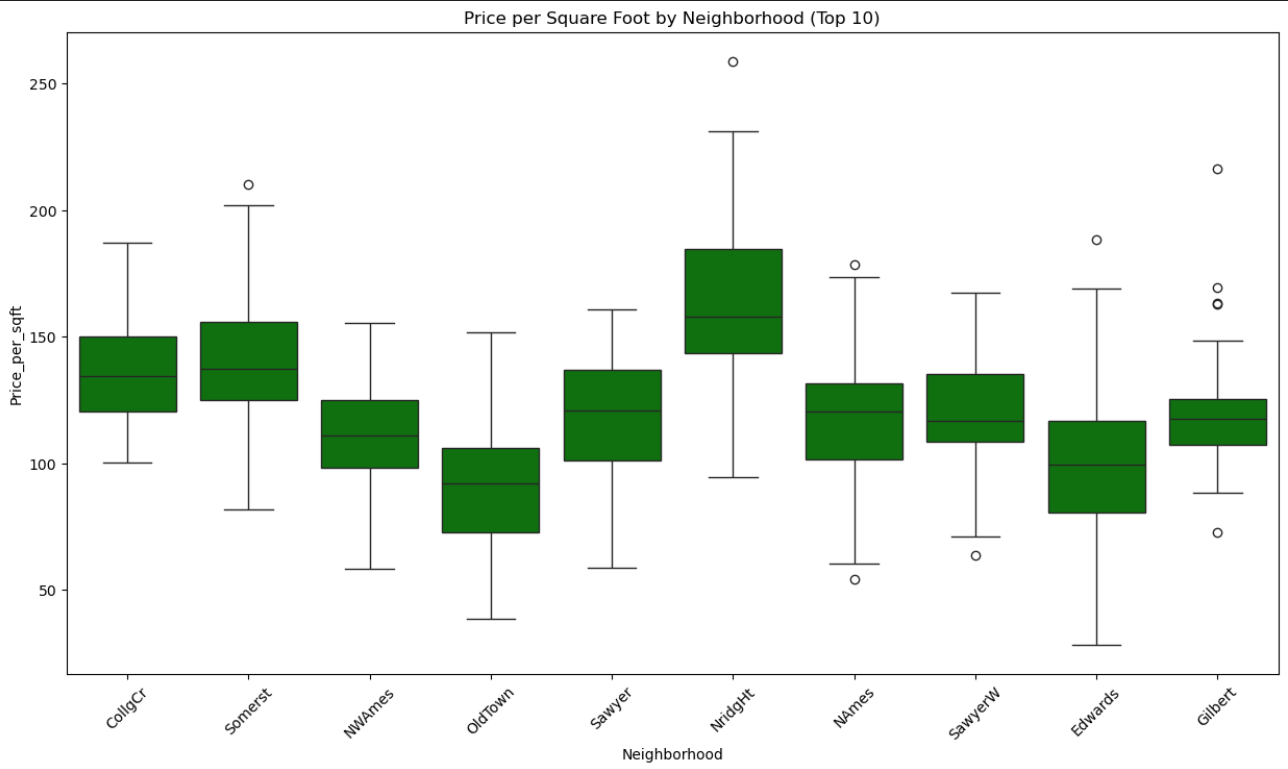 Price per Square Foot by Neighborhood (Top 10)
250
200
150
100
50
Price_per_sqft
CollgCr
Somerst
NWAmes
OldTown
Sawyer
NridgHt
NAmes
SawyerW
Edwards
Gilbert
Neighborhood